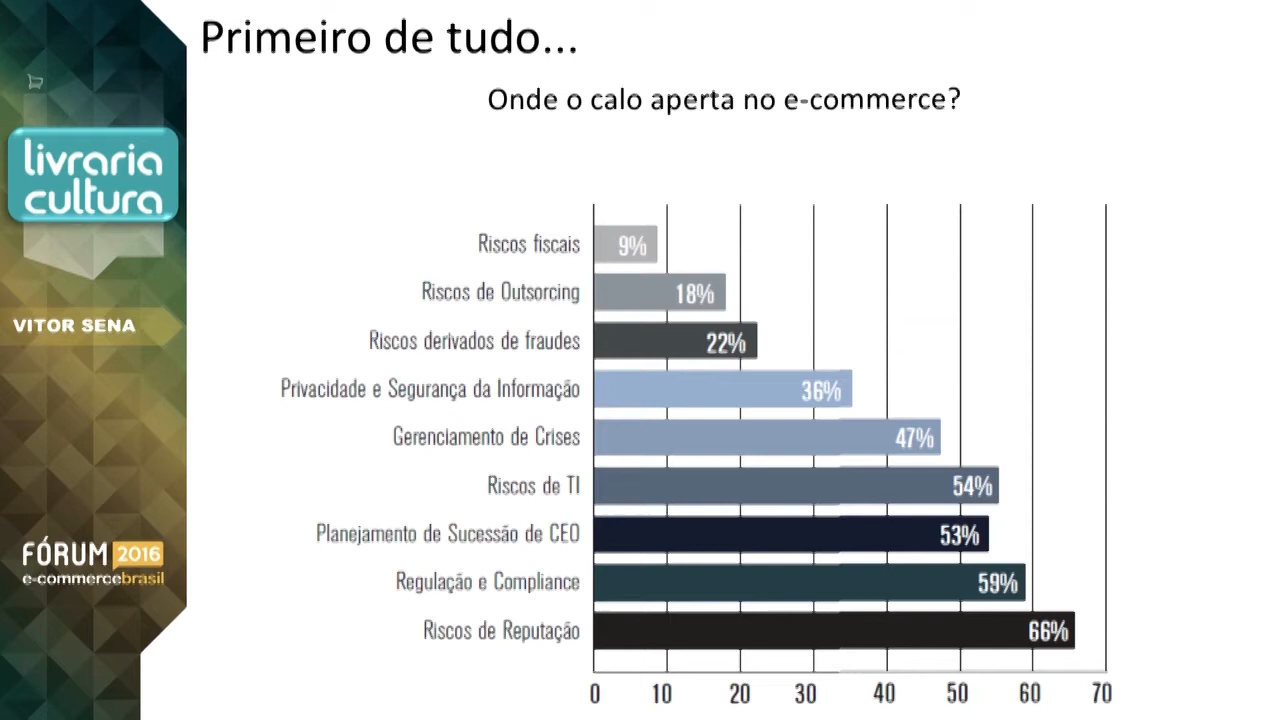 Primeiro de tudo...
Onde o calo aperta no e-commerce?
livraria
cultura
VITOR SENA
FÓRUM 2016
e-commercebrasil
Riscos fiscais 9%
Riscos de Outsorcing 18%
Riscos derivados de fraudes 22%
Privacidade e Segurança da Informação 36%
Gerenciamento de Crises 47%
Riscos de TI 54%
Planejamento de Sucessão de CEO 53%
Regulação e Compliance 59%
Riscos de Reputação 66%
0 10 20 30 40 50 60 70